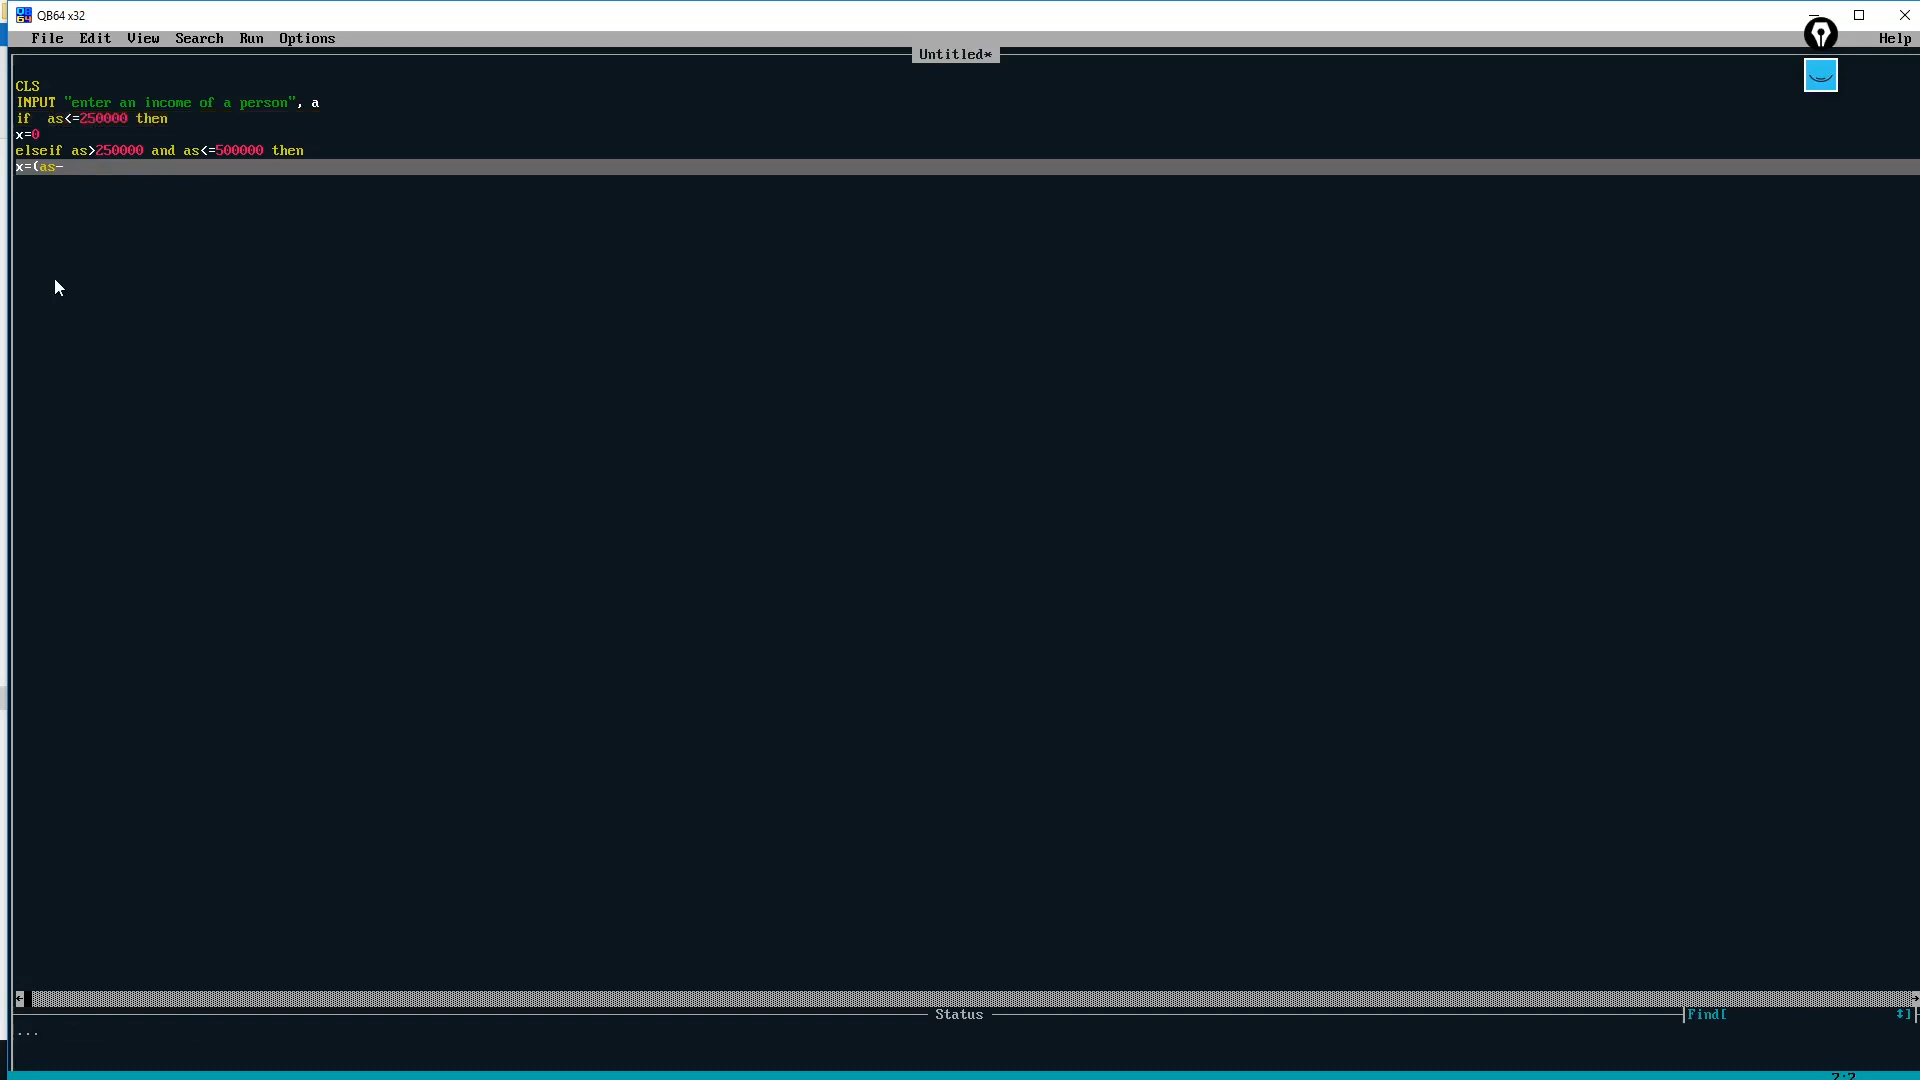 QB64 x32
File Edit View Search Run Options Help
Untitled*
CLS
INPUT "enter an income of a person", a
if  as<=250000 then
x=0
elseif as>250000 and as<=500000 then
x=(as-
Status
Find[ ]
...